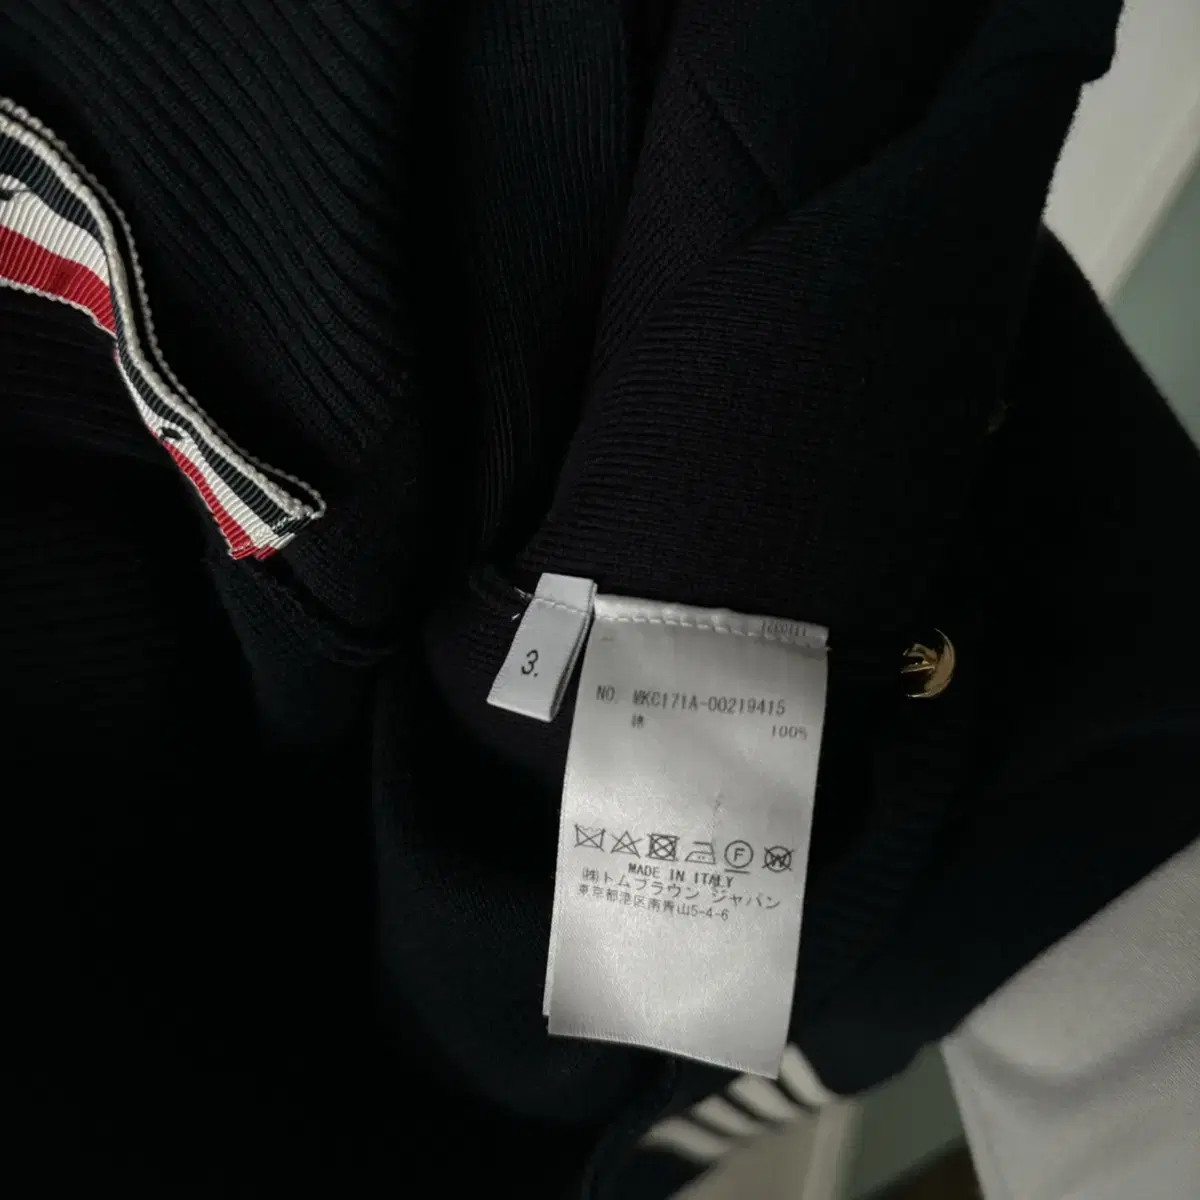 3.
NO. MKC171A-00219415
綿 100%
F W
MADE IN ITALY
(株)トムブラウン ジャパン
東京都港区南青山5-4-6